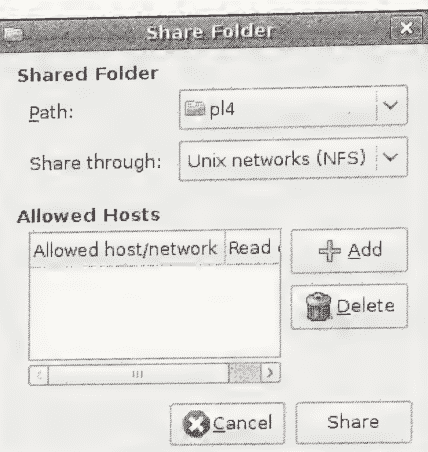 Share Folder
Shared Folder
Path: pl4
Share through: Unix networks (NFS)
Allowed Hosts
Allowed host/network Read
Add
Delete
Cancel Share